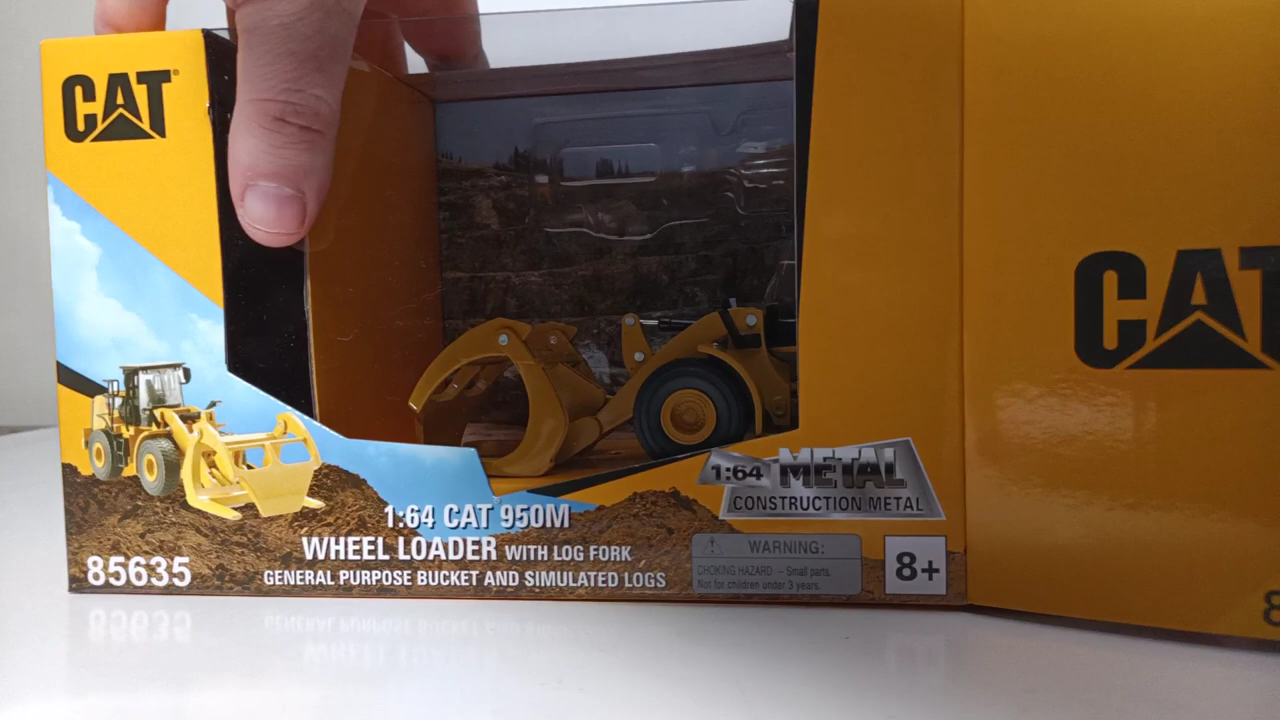 CAT®
1:64 CAT® 950M
WHEEL LOADER WITH LOG FORK
GENERAL PURPOSE BUCKET AND SIMULATED LOGS
85635
1:64 METAL
CONSTRUCTION METAL
WARNING:
CHOKING HAZARD – Small parts.
Not for children under 3 years.
8+
CAT
8